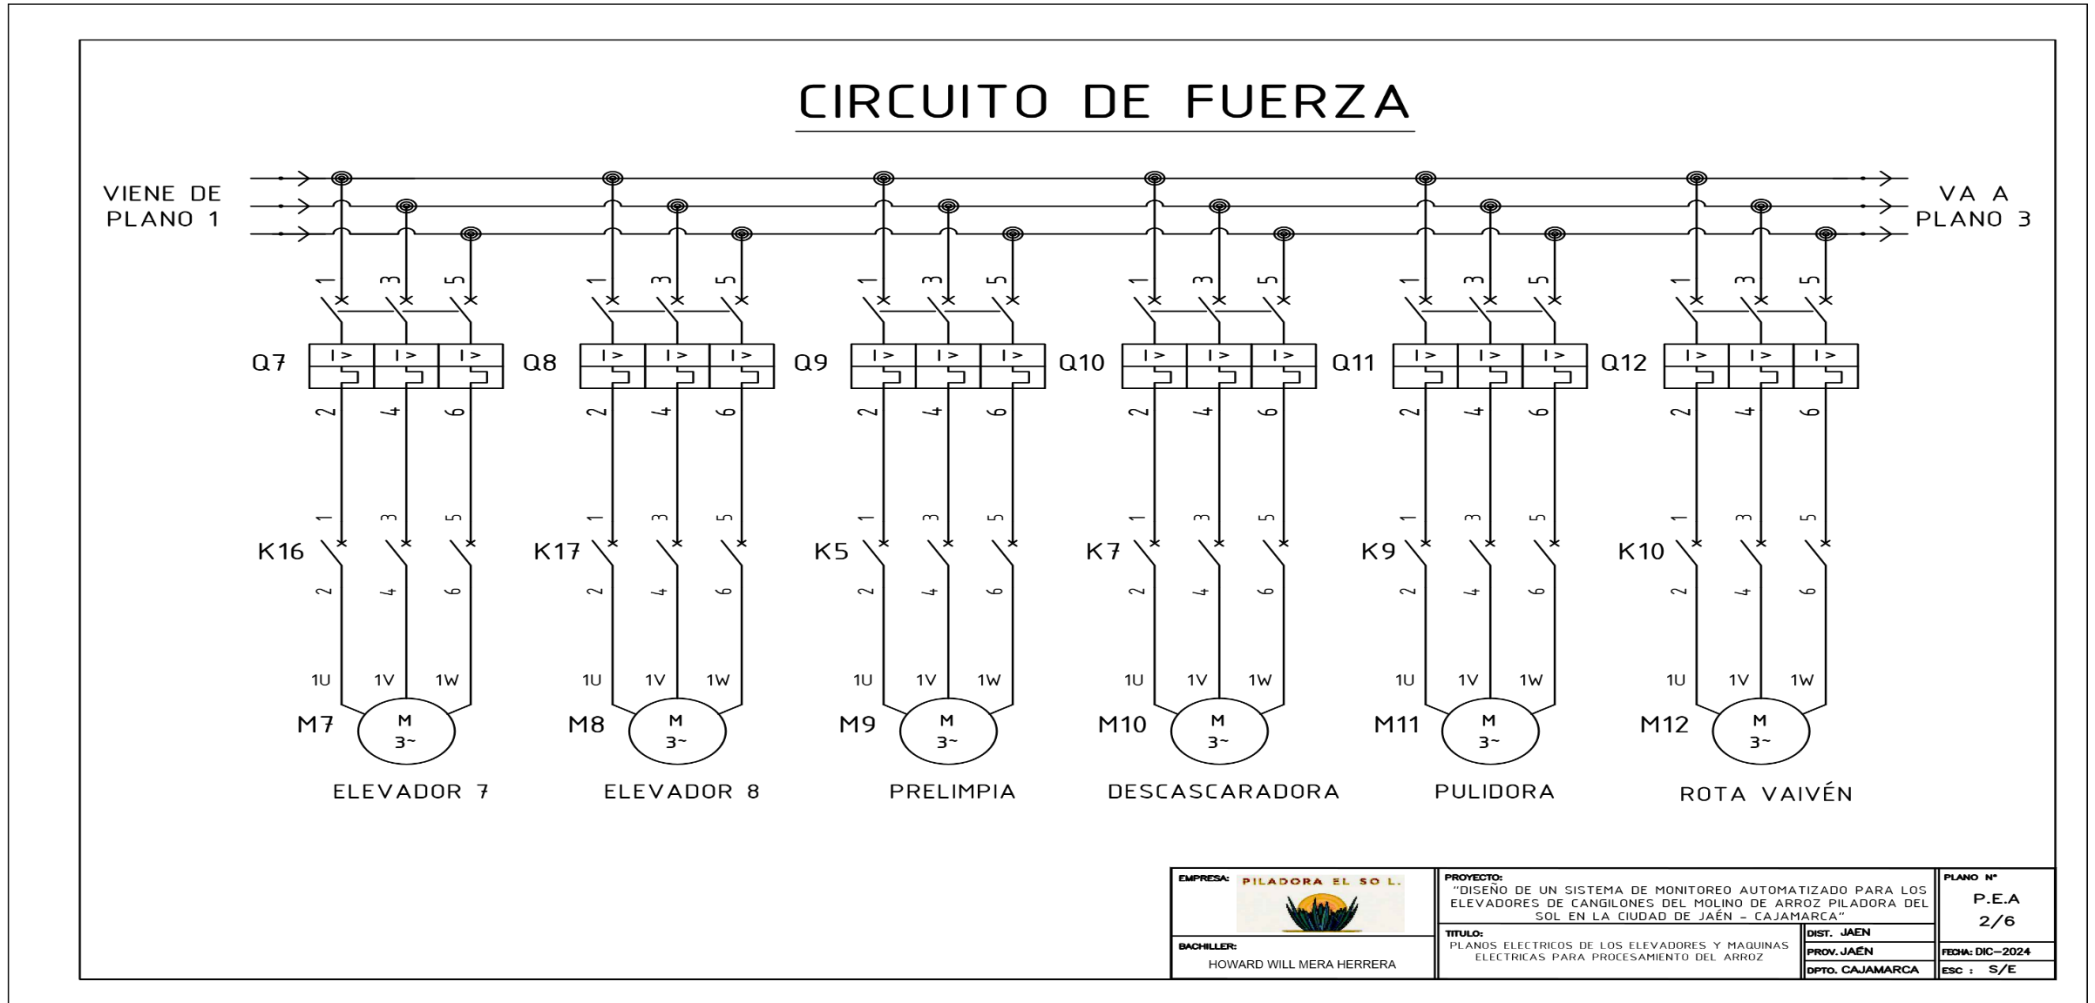 CIRCUITO DE FUERZA
VIENE DE
PLANO 1
VA A
PLANO 3
1 3 5 1 3 5 1 3 5 1 3 5 1 3 5 1 3 5
Q7 I> I> I> Q8 I> I> I> Q9 I> I> I> Q10 I> I> I> Q11 I> I> I> Q12 I> I> I>
2 4 6 2 4 6 2 4 6 2 4 6 2 4 6 2 4 6
1 3 5 1 3 5 1 3 5 1 3 5 1 3 5 1 3 5
K16 K17 K5 K7 K9 K10
2 4 6 2 4 6 2 4 6 2 4 6 2 4 6 2 4 6
1U 1V 1W 1U 1V 1W 1U 1V 1W 1U 1V 1W 1U 1V 1W 1U 1V 1W
M7 M M8 M M9 M M10 M M11 M M12 M
3~ 3~ 3~ 3~ 3~ 3~
ELEVADOR 7 ELEVADOR 8 PRELIMPIA DESCASCARADORA PULIDORA ROTA VAIVÉN
EMPRESA: PILADORA EL SO L.
BACHILLER:
HOWARD WILL MERA HERRERA
PROYECTO:
"DISEÑO DE UN SISTEMA DE MONITOREO AUTOMATIZADO PARA LOS
ELEVADORES DE CANGILONES DEL MOLINO DE ARROZ PILADORA DEL
SOL EN LA CIUDAD DE JAÉN - CAJAMARCA"
TITULO:
PLANOS ELECTRICOS DE LOS ELEVADORES Y MAQUINAS
ELECTRICAS PARA PROCESAMIENTO DEL ARROZ
DIST. JAEN
PROV. JAÉN
DPTO. CAJAMARCA
PLANO N°
P.E.A
2/6
FECHA: DIC-2024
ESC : S/E